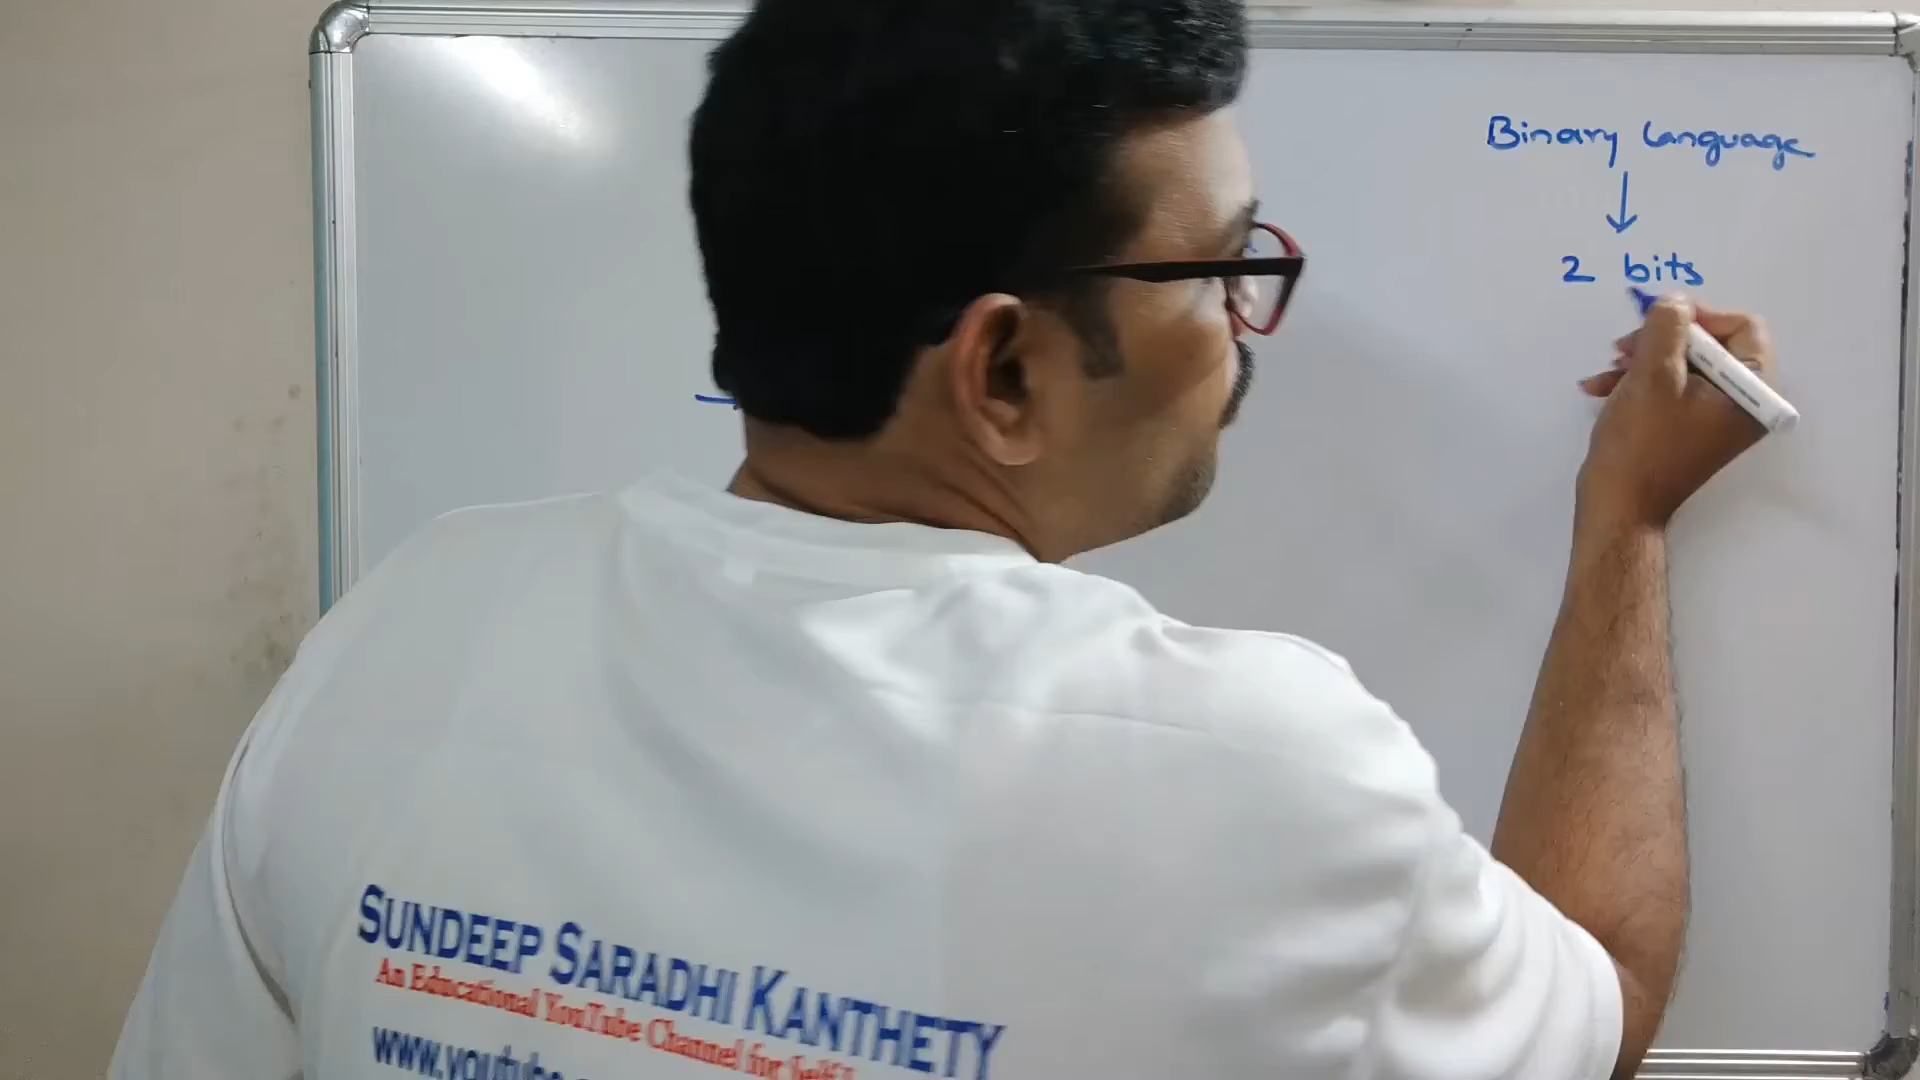 Binary Language
2 bits
SUNDEEP SARADHI KANTHETY
An Educational YouTube Channel for